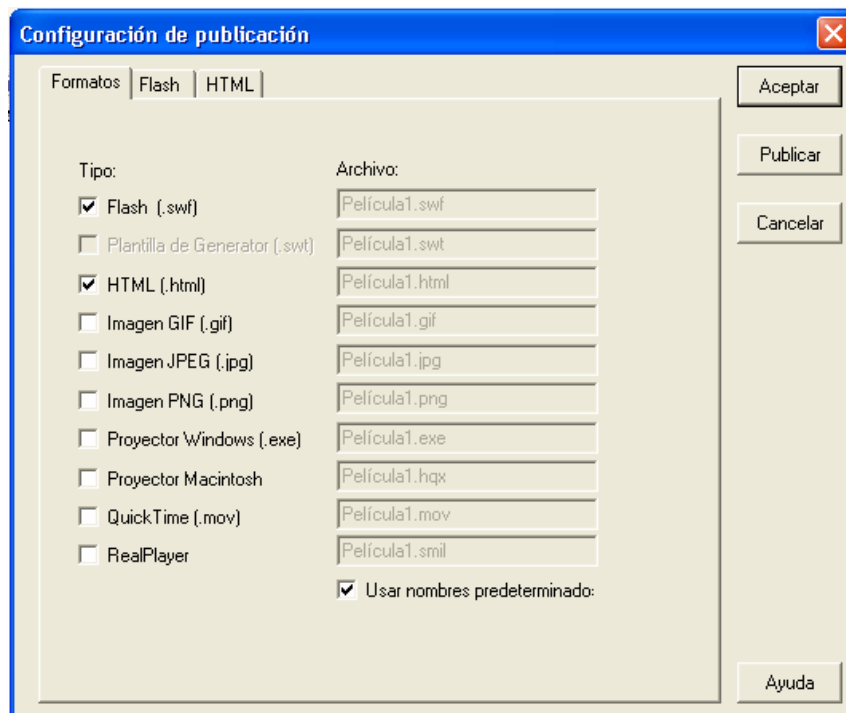 Configuración de publicación
Formatos Flash HTML
Aceptar
Publicar
Cancelar
Tipo: Archivo:
Flash (.swf) Película1.swf
Plantilla de Generator (.swt) Película1.swt
HTML (.html) Película1.html
Imagen GIF (.gif) Película1.gif
Imagen JPEG (.jpg) Película1.jpg
Imagen PNG (.png) Película1.png
Proyector Windows (.exe) Película1.exe
Proyector Macintosh Película1.hqx
QuickTime (.mov) Película1.mov
RealPlayer Película1.smil
Usar nombres predeterminado:
Ayuda